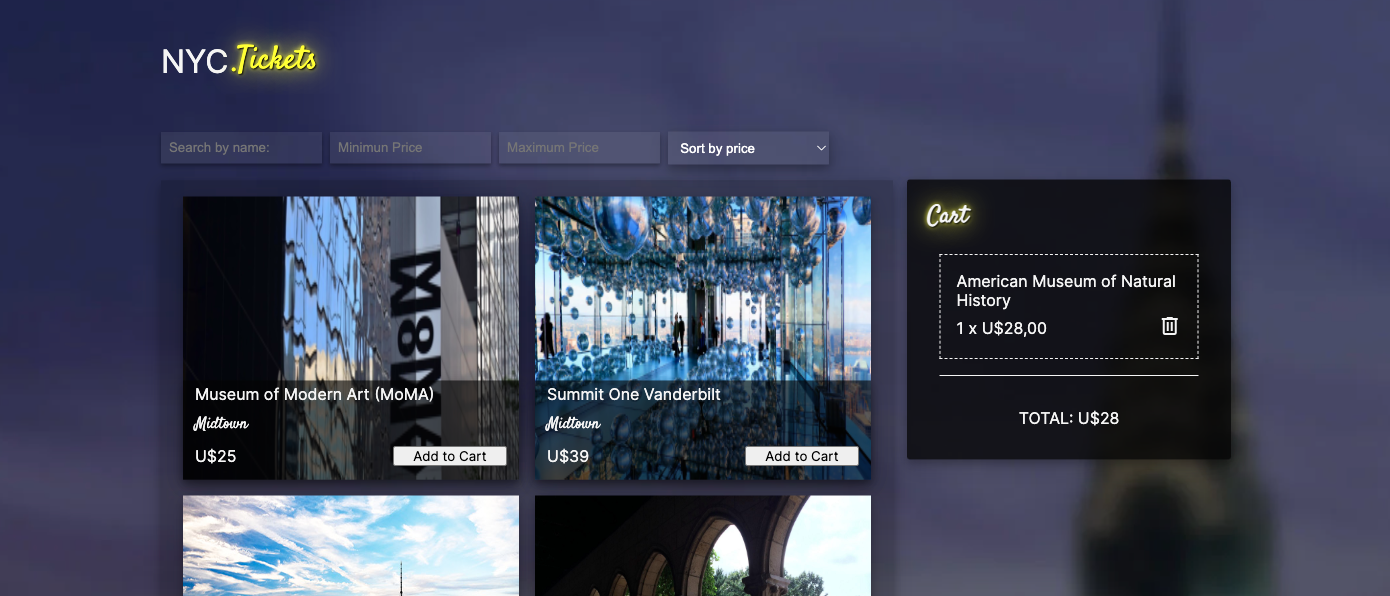 NYC.Tickets
Search by name:
Minimun Price
Maximum Price
Sort by price
Museum of Modern Art (MoMA)
Midtown
U$25
Add to Cart
Summit One Vanderbilt
Midtown
U$39
Add to Cart
Cart
American Museum of Natural
History
1 x U$28,00
TOTAL: U$28